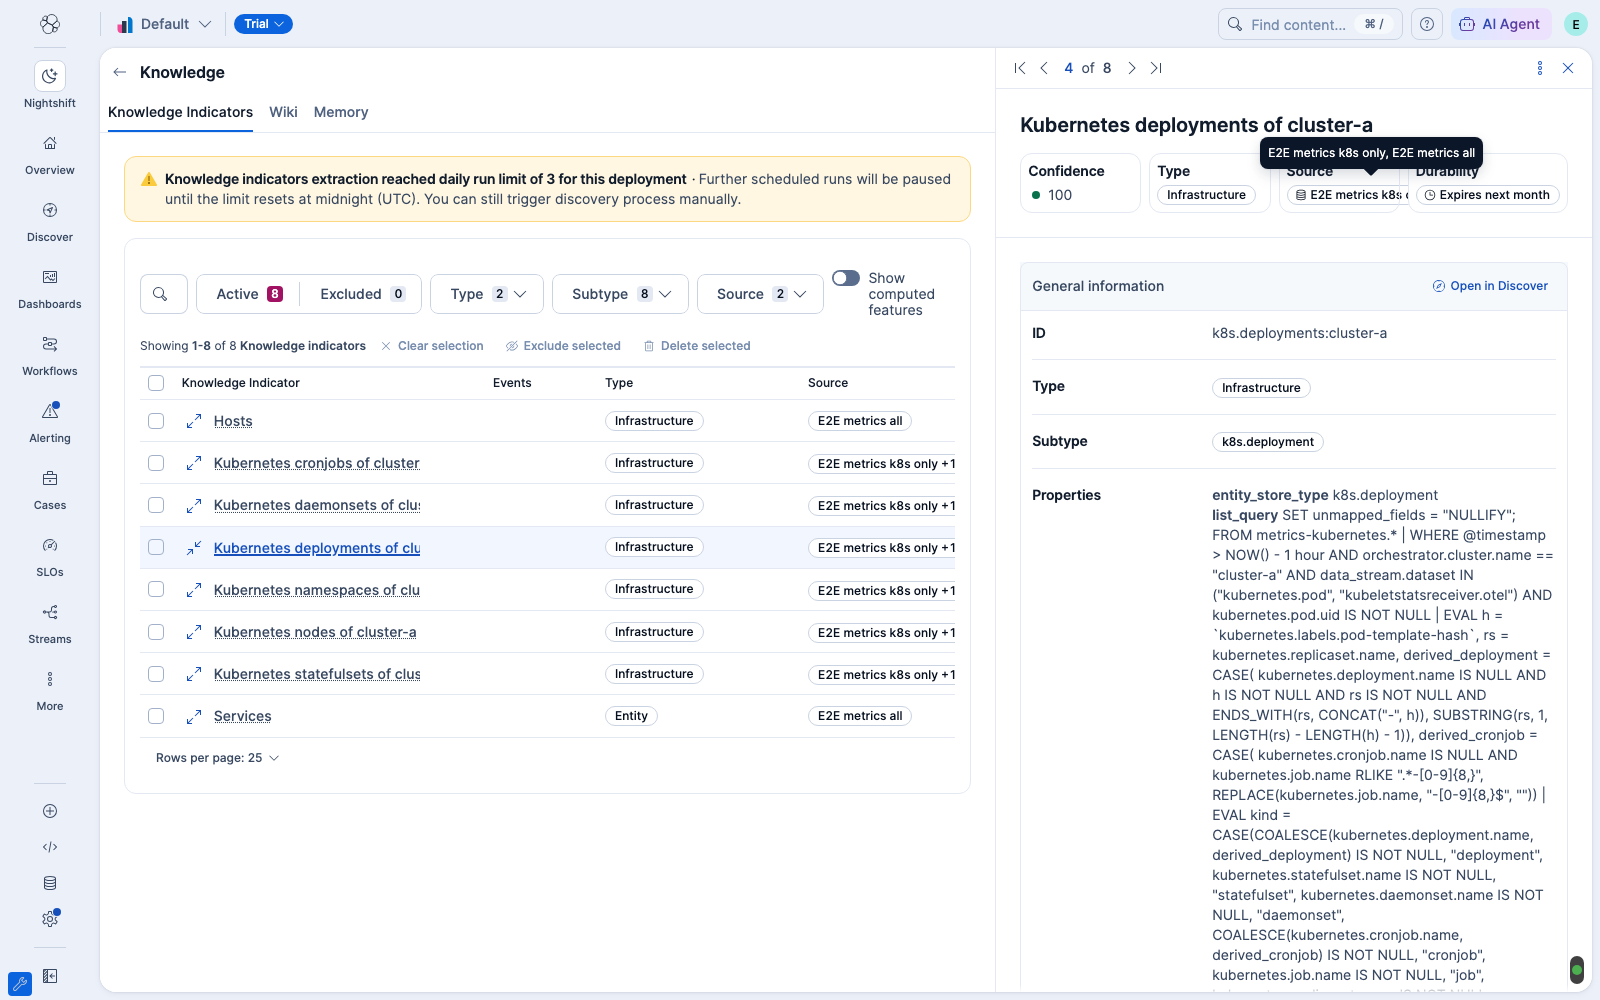 Default
Trial
Find content...
⌘ /
AI Agent
E
Nightshift
Overview
Discover
Dashboards
Workflows
Alerting
Cases
SLOs
Streams
More
Knowledge
Knowledge Indicators
Wiki
Memory
Knowledge indicators extraction reached daily run limit of 3 for this deployment · Further scheduled runs will be paused
until the limit resets at midnight (UTC). You can still trigger discovery process manually.
Active 8
Excluded 0
Type 2
Subtype 8
Source 2
Show
computed
features
Showing 1-8 of 8 Knowledge indicators
Clear selection
Exclude selected
Delete selected
Knowledge Indicator Events Type Source
Hosts Infrastructure E2E metrics all
Kubernetes cronjobs of cluster Infrastructure E2E metrics k8s only +1
Kubernetes daemonsets of clus Infrastructure E2E metrics k8s only +1
Kubernetes deployments of clu Infrastructure E2E metrics k8s only +1
Kubernetes namespaces of clu Infrastructure E2E metrics k8s only +1
Kubernetes nodes of cluster-a Infrastructure E2E metrics k8s only +1
Kubernetes statefulsets of clus Infrastructure E2E metrics k8s only +1
Services Entity E2E metrics all
Rows per page: 25
4 of 8
Kubernetes deployments of cluster-a
E2E metrics k8s only, E2E metrics all
Confidence
100
Type
Infrastructure
Source
E2E metrics k8s
Durability
Expires next month
General information
Open in Discover
ID k8s.deployments:cluster-a
Type Infrastructure
Subtype k8s.deployment
Properties entity_store_type k8s.deployment
list_query SET unmapped_fields = "NULLIFY";
FROM metrics-kubernetes.* | WHERE @timestamp
> NOW() - 1 hour AND orchestrator.cluster.name ==
"cluster-a" AND data_stream.dataset IN
("kubernetes.pod", "kubeletstatsreceiver.otel") AND
kubernetes.pod.uid IS NOT NULL | EVAL h =
`kubernetes.labels.pod-template-hash`, rs =
kubernetes.replicaset.name, derived_deployment =
CASE( kubernetes.deployment.name IS NULL AND
h IS NOT NULL AND rs IS NOT NULL AND
ENDS_WITH(rs, CONCAT("-", h)), SUBSTRING(rs, 1,
LENGTH(rs) - LENGTH(h) - 1)), derived_cronjob =
CASE( kubernetes.cronjob.name IS NULL AND
kubernetes.job.name RLIKE ".*-[0-9]{8,}",
REPLACE(kubernetes.job.name, "-[0-9]{8,}$", "")) |
EVAL kind =
CASE(COALESCE(kubernetes.deployment.name,
derived_deployment) IS NOT NULL, "deployment",
kubernetes.statefulset.name IS NOT NULL,
"statefulset", kubernetes.daemonset.name IS NOT
NULL, "daemonset",
COALESCE(kubernetes.cronjob.name,
derived_cronjob) IS NOT NULL, "cronjob",
kubernetes.job.name IS NOT NULL, "job",